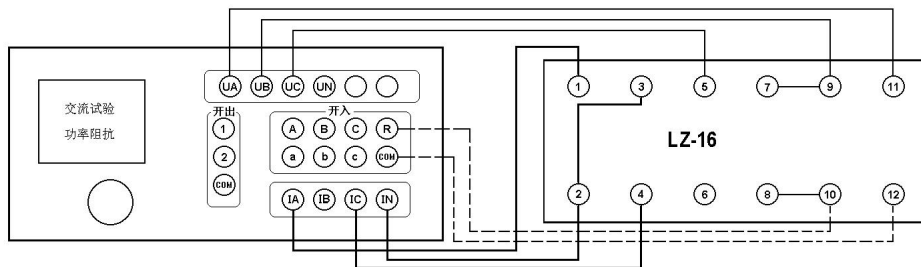 UA UB UC UN
交流试验
功率阻抗
开出
1
2
COM
开入
A B C R
a b c COM
IA IB IC IN
1 3 5 7 9 11
LZ-16
2 4 6 8 10 12